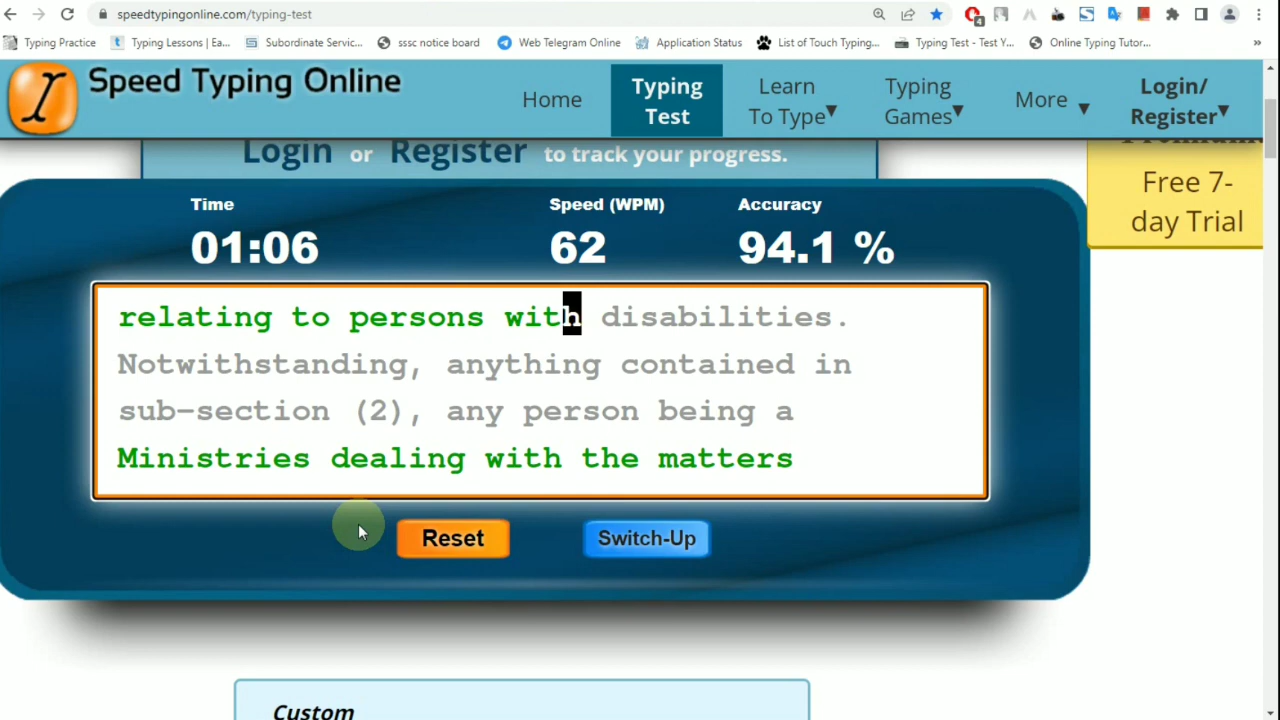 speedtypingonline.com/typing-test
4
Typing Practice
Typing Lessons | Ea...
Subordinate Servic...
sssc notice board
Web Telegram Online
Application Status
List of Touch Typing...
Typing Test - Test Y...
Online Typing Tutor...
»
Speed Typing Online
Home
Typing Test
Learn To Type
Typing Games
More
Login/ Register
Login or Register to track your progress.
Free 7-
day Trial
Time
Speed (WPM)
Accuracy
01:06
62
94.1 %
relating to persons with disabilities.
Notwithstanding, anything contained in
sub-section (2), any person being a
Ministries dealing with the matters
Reset
Switch-Up
Custom